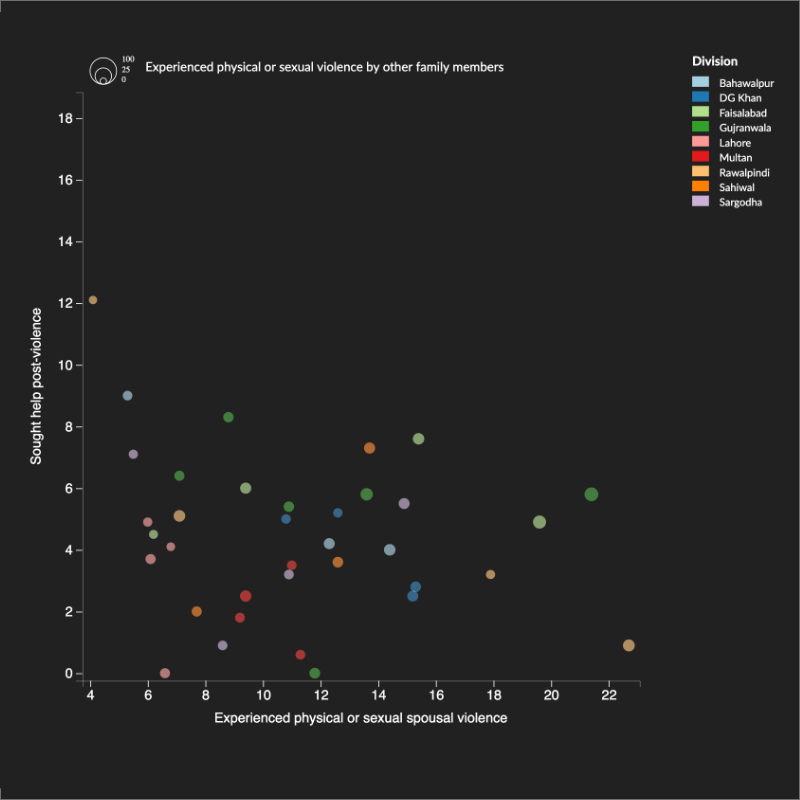 100
25
0
Experienced physical or sexual violence by other family members
Division
Bahawalpur
DG Khan
Faisalabad
Gujranwala
Lahore
Multan
Rawalpindi
Sahiwal
Sargodha
18
16
14
12
10
8
6
4
2
0
Sought help post-violence
4 6 8 10 12 14 16 18 20 22
Experienced physical or sexual spousal violence